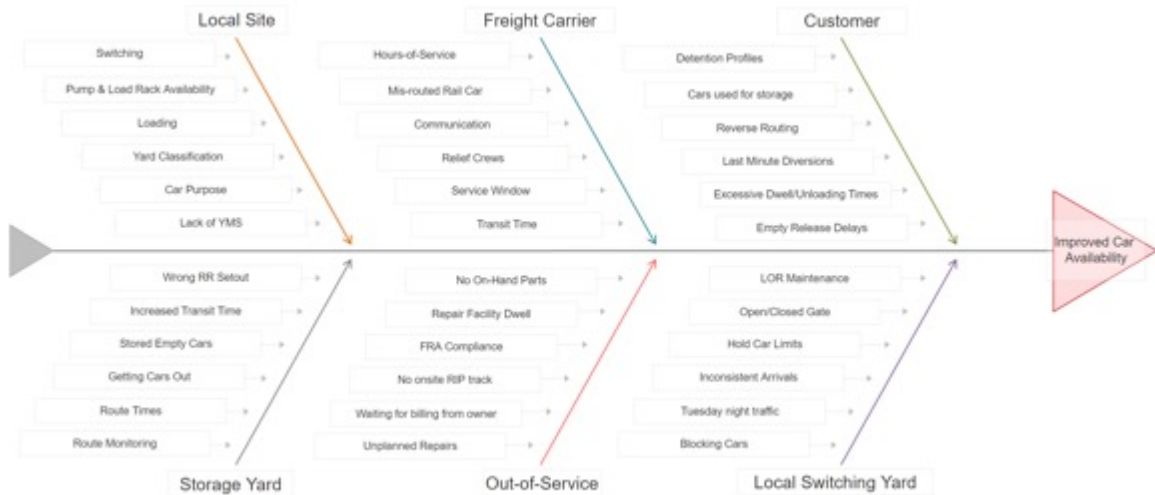 Local Site
Freight Carrier
Customer
Switching
Pump & Load Rack Availability
Loading
Yard Classification
Car Purpose
Lack of YMS
Hours-of-Service
Mis-routed Rail Car
Communication
Relief Crews
Service Window
Transit Time
Detention Profiles
Cars used for storage
Reverse Routing
Last Minute Diversions
Excessive Dwell/Unloading Times
Empty Release Delays
Improved Car
Availability
Wrong RR Setout
Increased Transit Time
Stored Empty Cars
Getting Cars Out
Route Times
Route Monitoring
No On-Hand Parts
Repair Facility Dwell
FRA Compliance
No onsite RIP track
Waiting for billing from owner
Unplanned Repairs
LOR Maintenance
Open/Closed Gate
Hold Car Limits
Inconsistent Arrivals
Tuesday night traffic
Blocking Cars
Storage Yard
Out-of-Service
Local Switching Yard